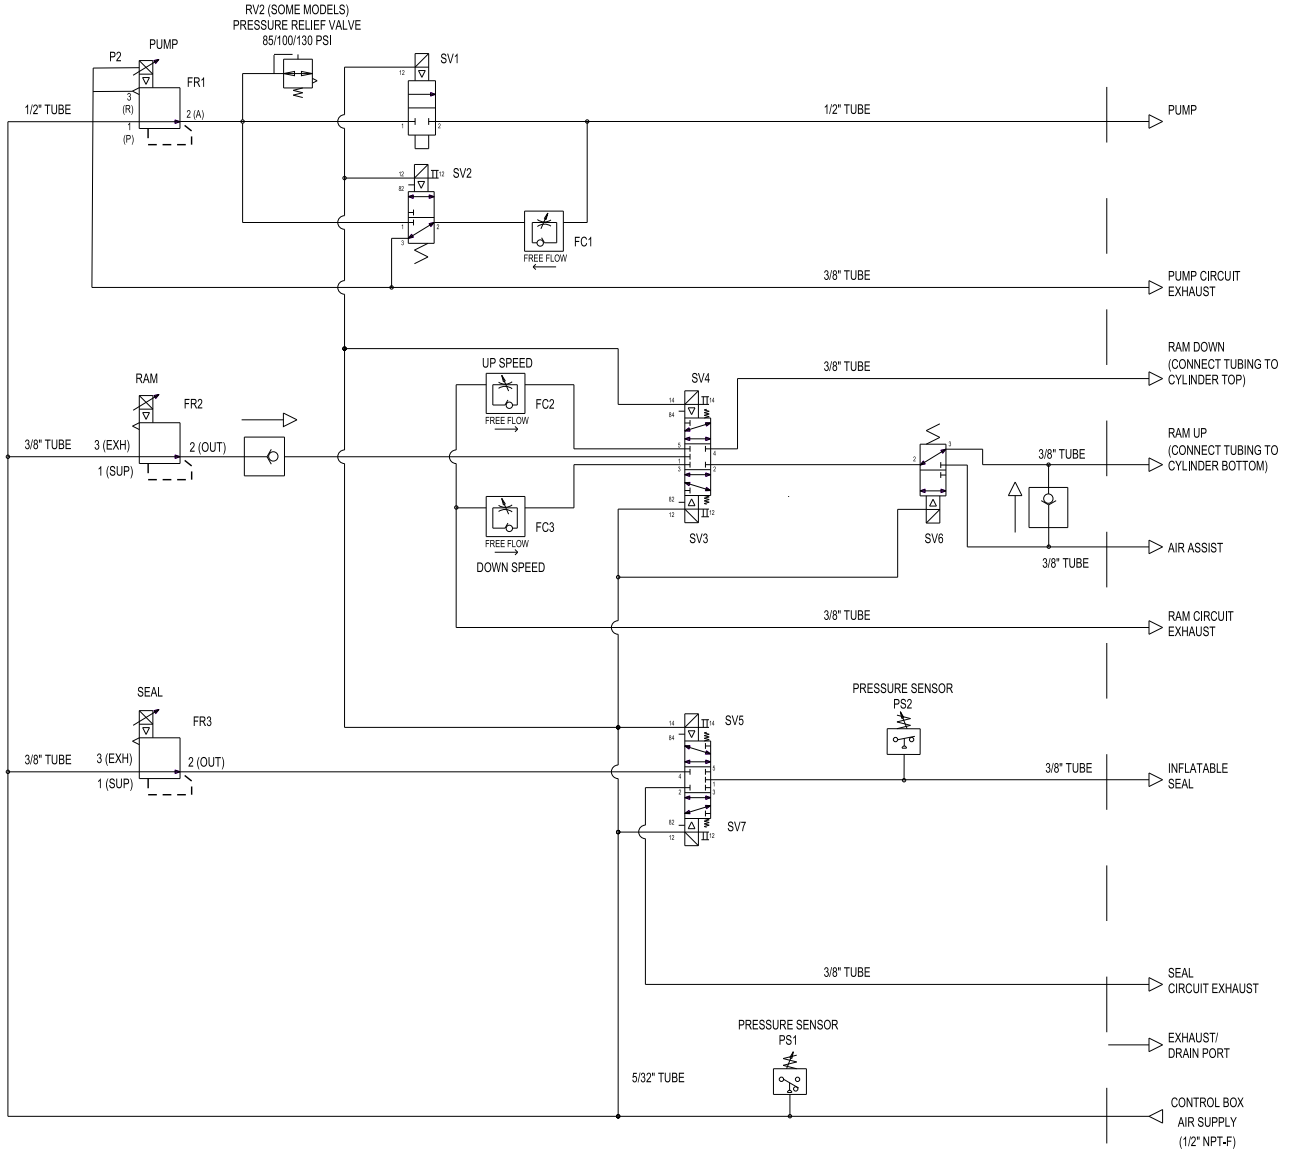 RV2 (SOME MODELS)
PRESSURE RELIEF VALVE
85/100/130 PSI
PUMP
P2
FR1
SV1
12
3
(R)
1/2" TUBE
2 (A)
1
(P)
1
2
1/2" TUBE
PUMP
12
12
SV2
82
1
2
3
FC1
FREE FLOW
3/8" TUBE
PUMP CIRCUIT
EXHAUST
UP SPEED
FC2
FREE FLOW
SV4
14
14
84
3/8" TUBE
RAM DOWN
(CONNECT TUBING TO
CYLINDER TOP)
RAM
FR2
3/8" TUBE
3 (EXH)
2 (OUT)
1 (SUP)
5
4
1
3
2
2
3
1
3/8" TUBE
RAM UP
(CONNECT TUBING TO
CYLINDER BOTTOM)
FC3
FREE FLOW
DOWN SPEED
82
12
12
SV3
SV6
AIR ASSIST
3/8" TUBE
3/8" TUBE
RAM CIRCUIT
EXHAUST
SEAL
FR3
3/8" TUBE
3 (EXH)
2 (OUT)
1 (SUP)
14
14
SV5
84
5
4
1
2
3
82
12
12
SV7
PRESSURE SENSOR
PS2
3/8" TUBE
INFLATABLE
SEAL
3/8" TUBE
SEAL
CIRCUIT EXHAUST
PRESSURE SENSOR
PS1
EXHAUST/
DRAIN PORT
5/32" TUBE
CONTROL BOX
AIR SUPPLY
(1/2" NPT-F)